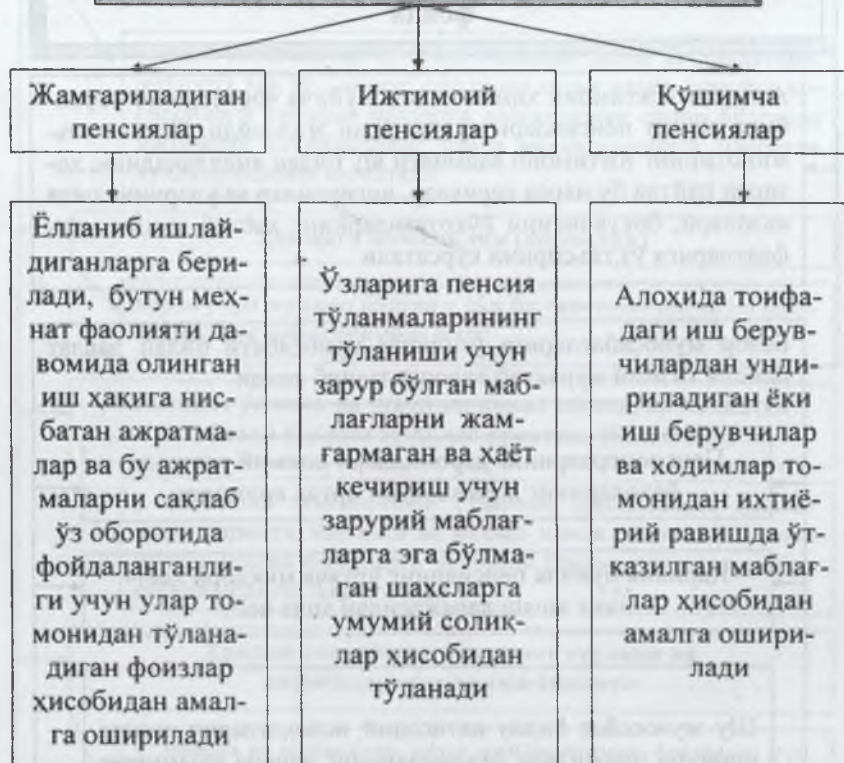 Жамғариладиган
пенсиялар
Ижтимоий
пенсиялар
Қўшимча
пенсиялар
Ёлланиб ишлай-
диганларга бери-
лади, бутун меҳ-
нат фаолияти да-
вомида олинган
иш ҳақига нис-
батан ажратма-
лар ва бу ажрат-
маларни сақлаб
ўз оборотида
фойдаланганли-
ги учун улар то-
монидан тўлана-
диган фоизлар
ҳисобидан амал-
га оширилади
Ўзларига пенсия
тўланмаларининг
тўланиши учун
зарур бўлган маб-
лағларни жам-
ғармаган ва ҳаёт
кечириш учун
зарурий маблағ-
ларга эга бўлма-
ган шахсларга
умумий солиқ-
лар ҳисобидан
тўланади
Алоҳида тоифа-
даги иш берув-
чилардан унди-
риладиган ёки
иш берувчилар
ва ходимлар то-
монидан ихтиё-
рий равишда ўт-
казилган маблағ-
лар ҳисобидан
амалга ошири-
лади